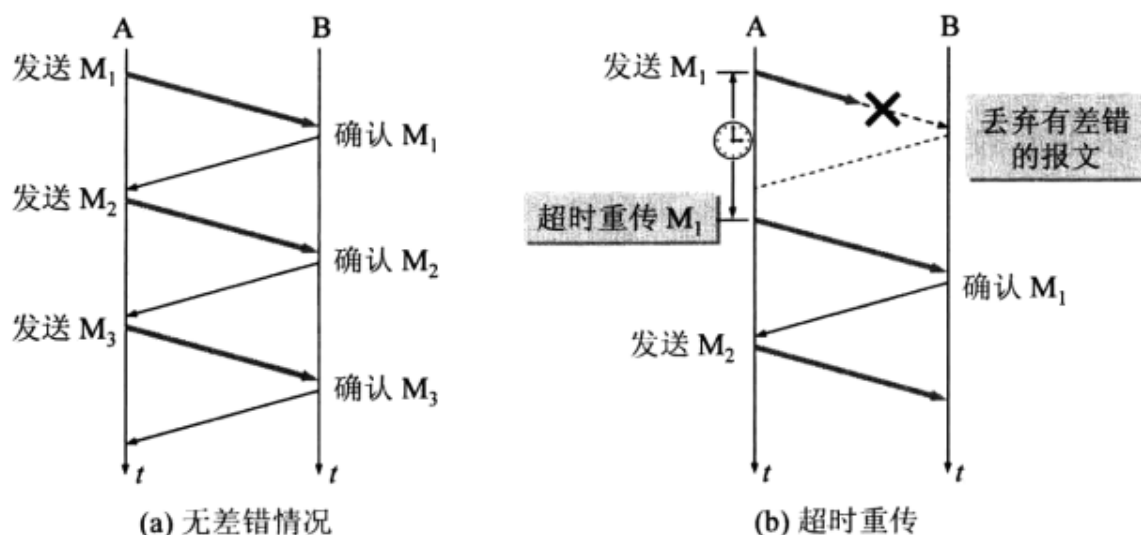 A
B
发送 M₁
确认 M₁
发送 M₂
确认 M₂
发送 M₃
确认 M₃
t
t
(a) 无差错情况
A
B
发送 M₁
丢弃有差错
的报文
超时重传 M₁
确认 M₁
发送 M₂
t
t
(b) 超时重传